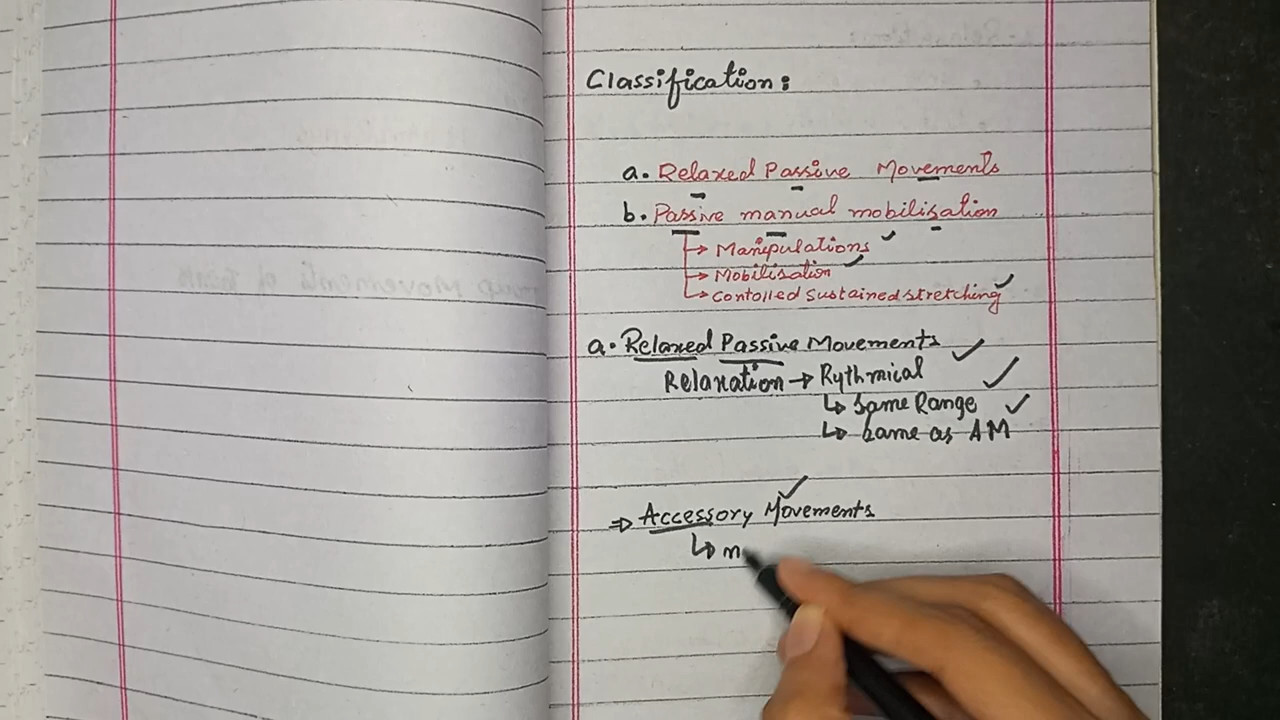 Classification:
a. Relaxed Passive Movements
b. Passive manual mobilisation
→ Manipulations ✓
→ Mobilisation ✓
→ Contolled sustained stretching ✓
a. Relaxed Passive Movements ✓
Relaxation → Rythmical ✓
↳ Same Range ✓
↳ Same as AM
⇒ Accessory Movements ✓
↳ m